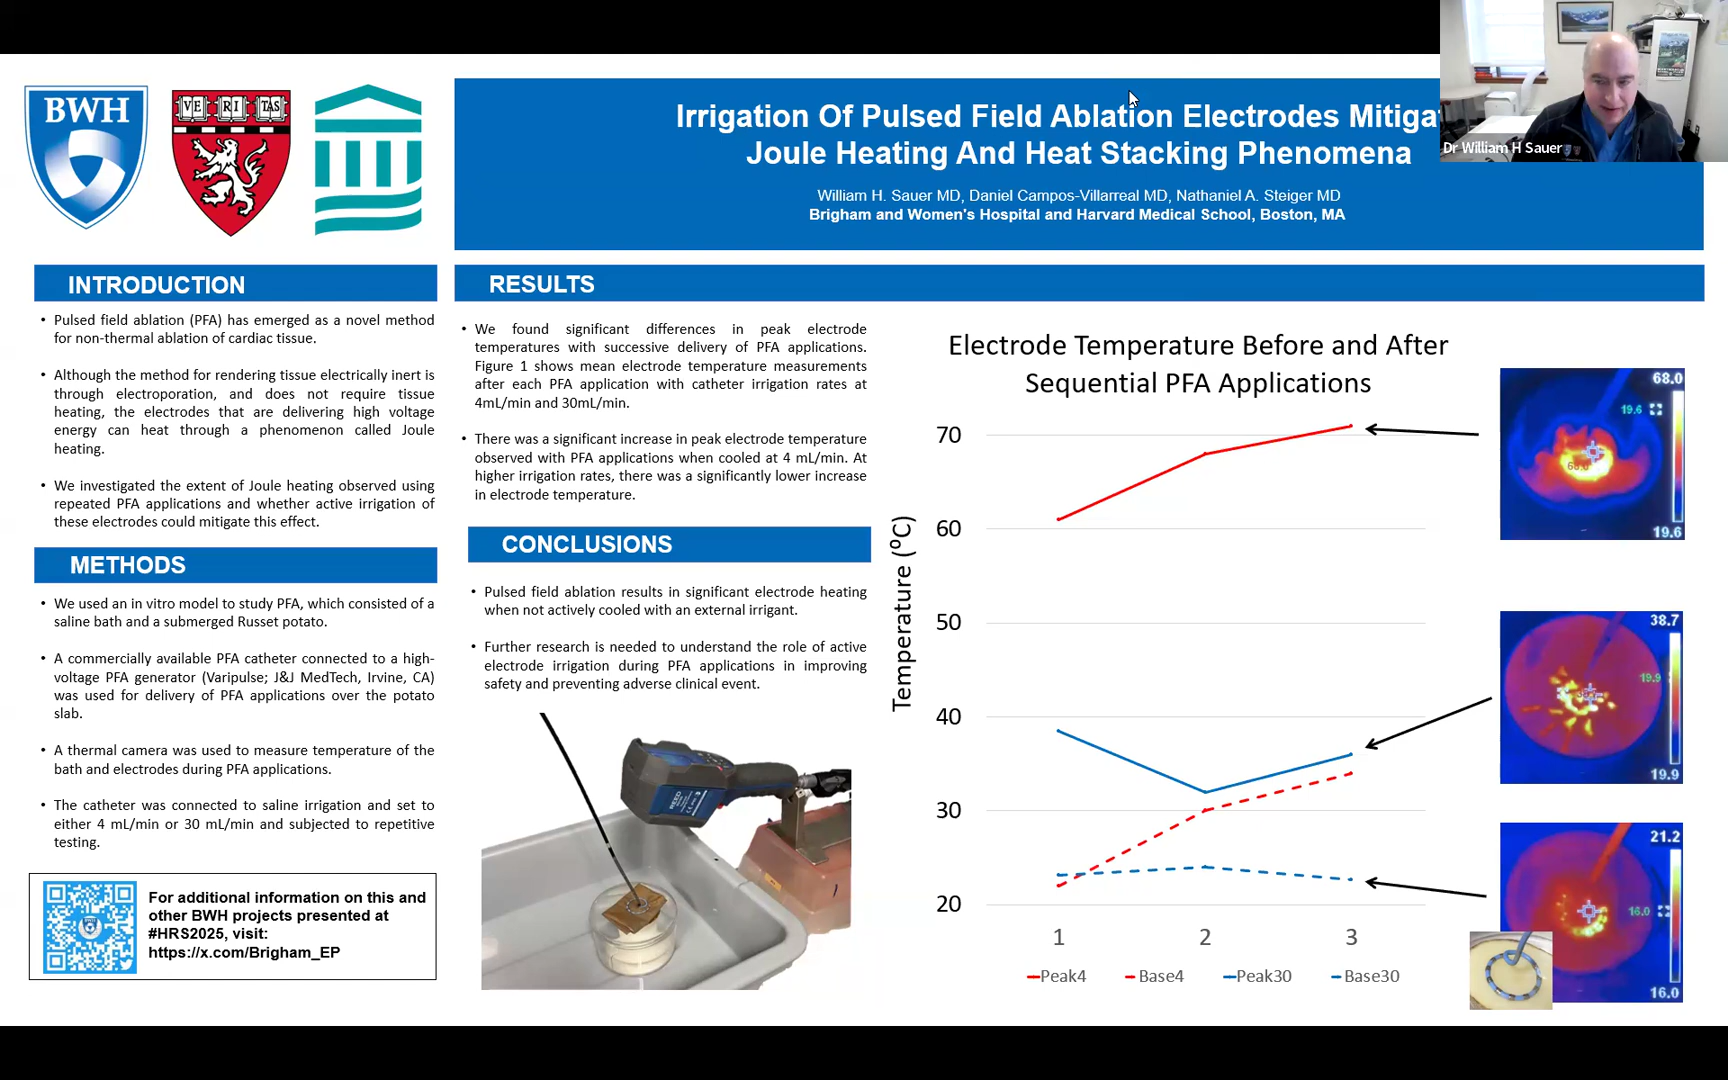 BWH
VE RI TAS
Irrigation Of Pulsed Field Ablation Electrodes Mitigat
Joule Heating And Heat Stacking Phenomena
William H. Sauer MD, Daniel Campos-Villarreal MD, Nathaniel A. Steiger MD
Brigham and Women's Hospital and Harvard Medical School, Boston, MA
Dr William H Sauer
INTRODUCTION
• Pulsed field ablation (PFA) has emerged as a novel method
for non-thermal ablation of cardiac tissue.
• Although the method for rendering tissue electrically inert is
through electroporation, and does not require tissue
heating, the electrodes that are delivering high voltage
energy can heat through a phenomenon called Joule
heating.
• We investigated the extent of Joule heating observed using
repeated PFA applications and whether active irrigation of
these electrodes could mitigate this effect.
METHODS
• We used an in vitro model to study PFA, which consisted of a
saline bath and a submerged Russet potato.
• A commercially available PFA catheter connected to a high-
voltage PFA generator (Varipulse; J&J MedTech, Irvine, CA)
was used for delivery of PFA applications over the potato
slab.
• A thermal camera was used to measure temperature of the
bath and electrodes during PFA applications.
• The catheter was connected to saline irrigation and set to
either 4 mL/min or 30 mL/min and subjected to repetitive
testing.
For additional information on this and
other BWH projects presented at
#HRS2025, visit:
https://x.com/Brigham_EP
RESULTS
• We found significant differences in peak electrode
temperatures with successive delivery of PFA applications.
Figure 1 shows mean electrode temperature measurements
after each PFA application with catheter irrigation rates at
4mL/min and 30mL/min.
• There was a significant increase in peak electrode temperature
observed with PFA applications when cooled at 4 mL/min. At
higher irrigation rates, there was a significantly lower increase
in electrode temperature.
CONCLUSIONS
• Pulsed field ablation results in significant electrode heating
when not actively cooled with an external irrigant.
• Further research is needed to understand the role of active
electrode irrigation during PFA applications in improving
safety and preventing adverse clinical event.
REED
Electrode Temperature Before and After
Sequential PFA Applications
Temperature (⁰C)
70
60
50
40
30
20
1 2 3
Peak4 Base4 Peak30 Base30
68.0
19.6
19.6
38.7
19.9
19.9
21.2
16.0
16.0